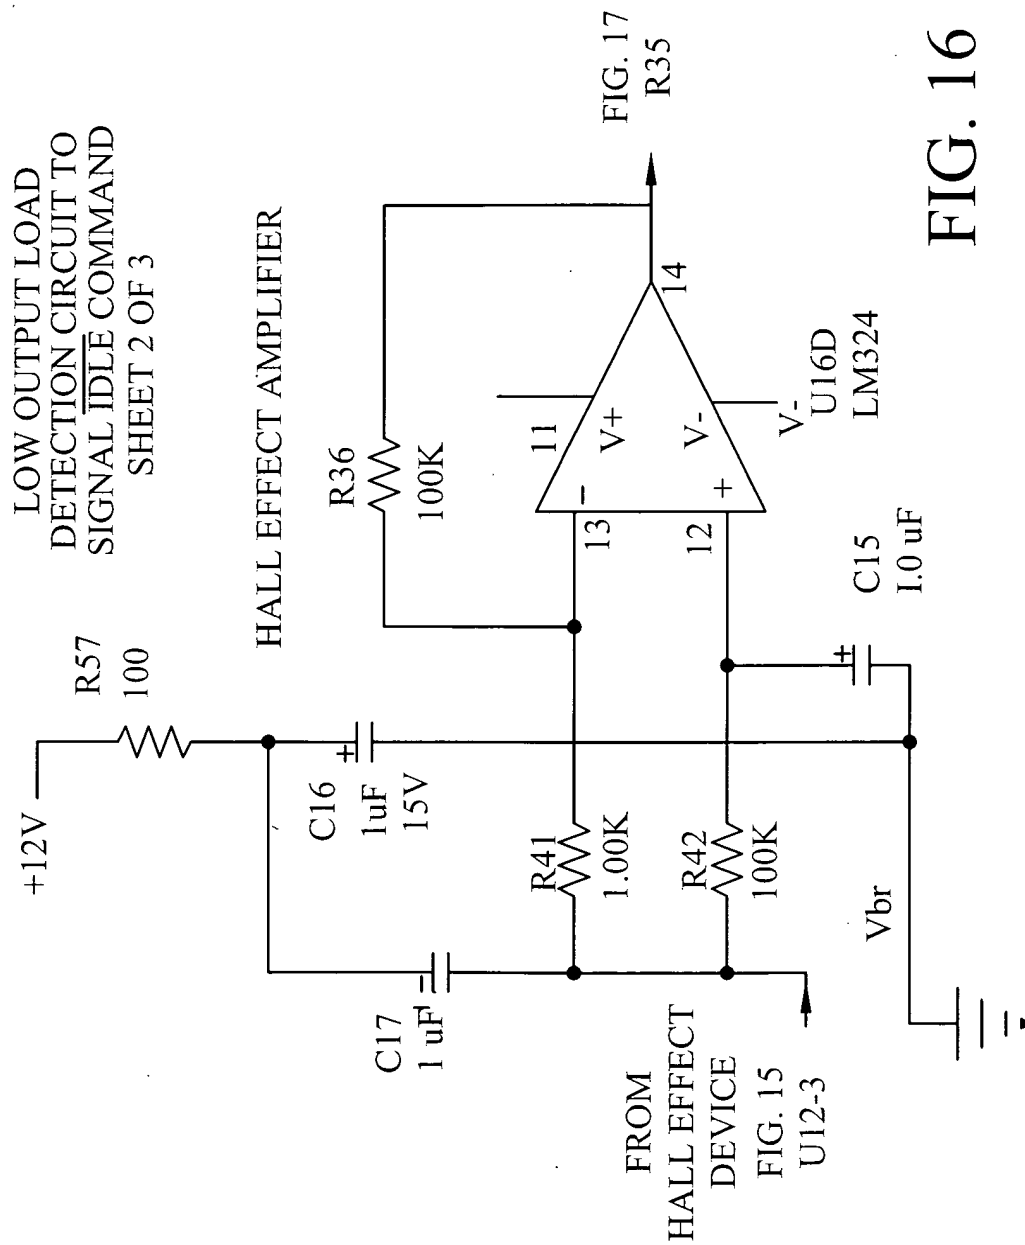 LOW OUTPUT LOAD
DETECTION CIRCUIT TO
SIGNAL IDLE COMMAND
SHEET 2 OF 3
+12V
R57
100
HALL EFFECT AMPLIFIER
C17
1 uF
+
C16
1uF
15V
+
R36
100K
FIG. 17
R35
R41
1.00K
13
−
11
V+
14
R42
100K
12
+
V-
V-
U16D
LM324
FROM
HALL EFFECT
DEVICE
FIG. 15
U12-3
Vbr
C15
1.0 uF
+
FIG. 16